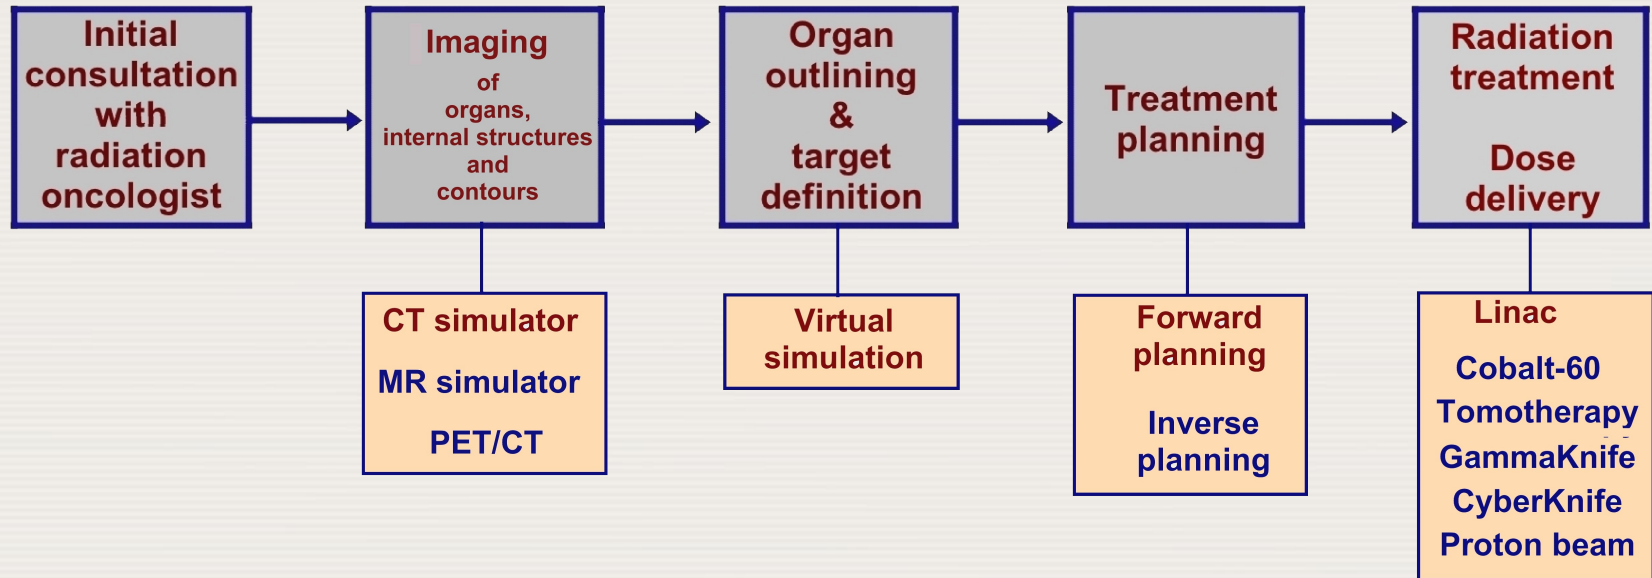 Initial
consultation
with
radiation
oncologist
Imaging
of
organs,
internal structures
and
contours
Organ
outlining
&
target
definition
Treatment
planning
Radiation
treatment
Dose
delivery
CT simulator
MR simulator
PET/CT
Virtual
simulation
Forward
planning
Inverse
planning
Linac
Cobalt-60
Tomotherapy
GammaKnife
CyberKnife
Proton beam